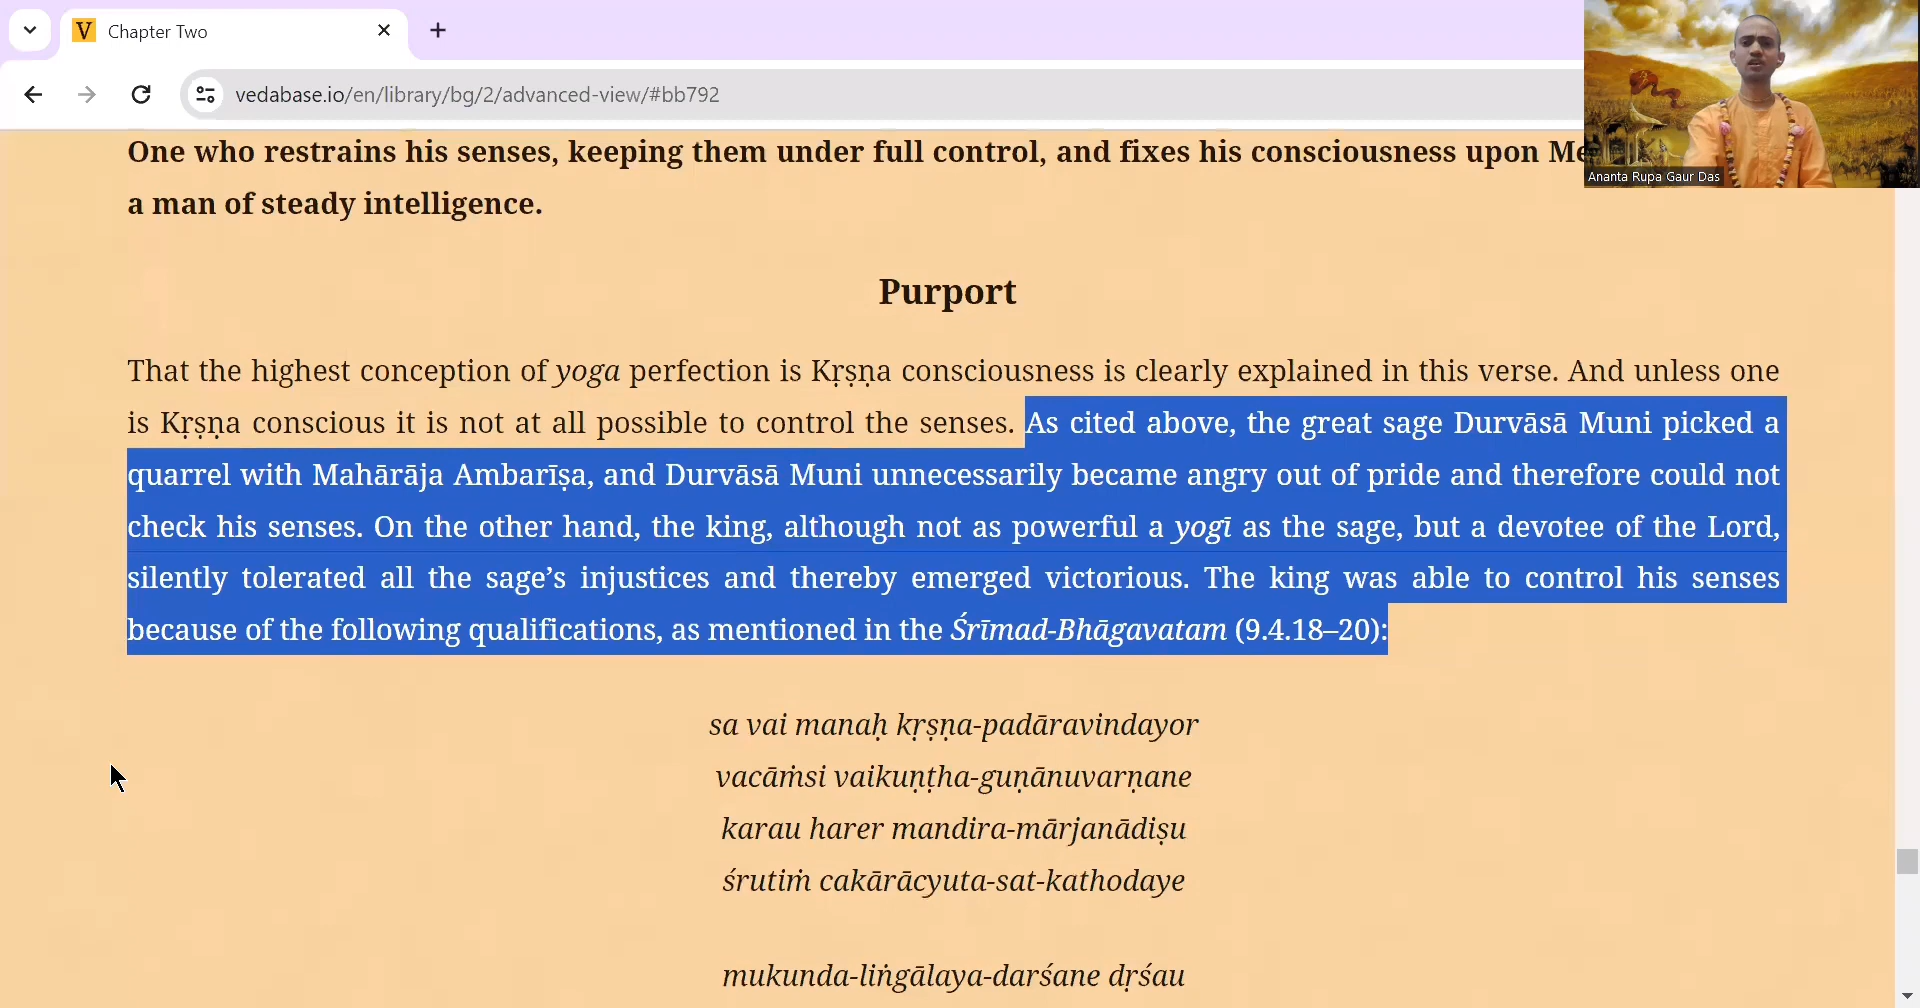 V Chapter Two
vedabase.io/en/library/bg/2/advanced-view/#bb792
Ananta Rupa Gaur Das
One who restrains his senses, keeping them under full control, and fixes his consciousness upon Me
a man of steady intelligence.
Purport
That the highest conception of yoga perfection is Kṛṣṇa consciousness is clearly explained in this verse. And unless one
is Kṛṣṇa conscious it is not at all possible to control the senses. As cited above, the great sage Durvāsā Muni picked a
quarrel with Mahārāja Ambarīṣa, and Durvāsā Muni unnecessarily became angry out of pride and therefore could not
check his senses. On the other hand, the king, although not as powerful a yogī as the sage, but a devotee of the Lord,
silently tolerated all the sage’s injustices and thereby emerged victorious. The king was able to control his senses
because of the following qualifications, as mentioned in the Śrīmad-Bhāgavatam (9.4.18–20):
sa vai manaḥ kṛṣṇa-padāravindayor
vacāṁsi vaikuṇṭha-guṇānuvarṇane
karau harer mandira-mārjanādiṣu
śrutiṁ cakārācyuta-sat-kathodaye
mukunda-liṅgālaya-darśane dṛśau